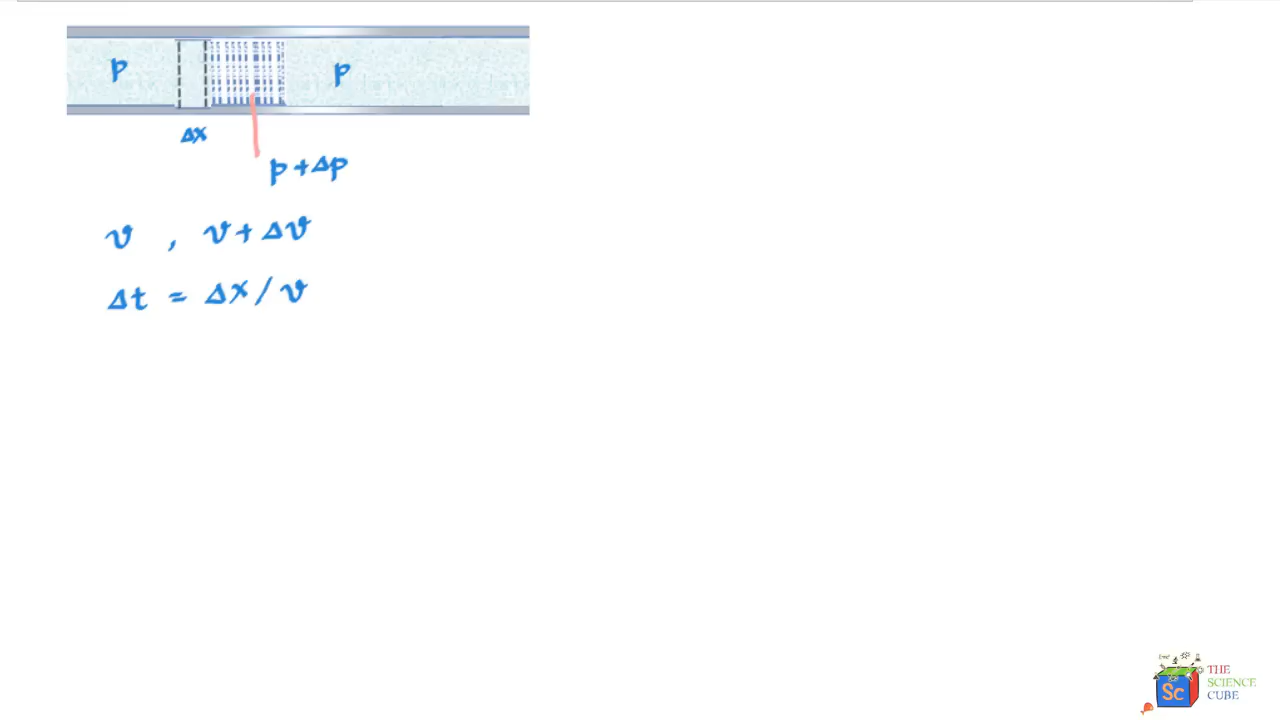 p p
Δx
p + Δp
v , v + Δv
Δt = Δx / v
Sc
THE
SCIENCE
CUBE